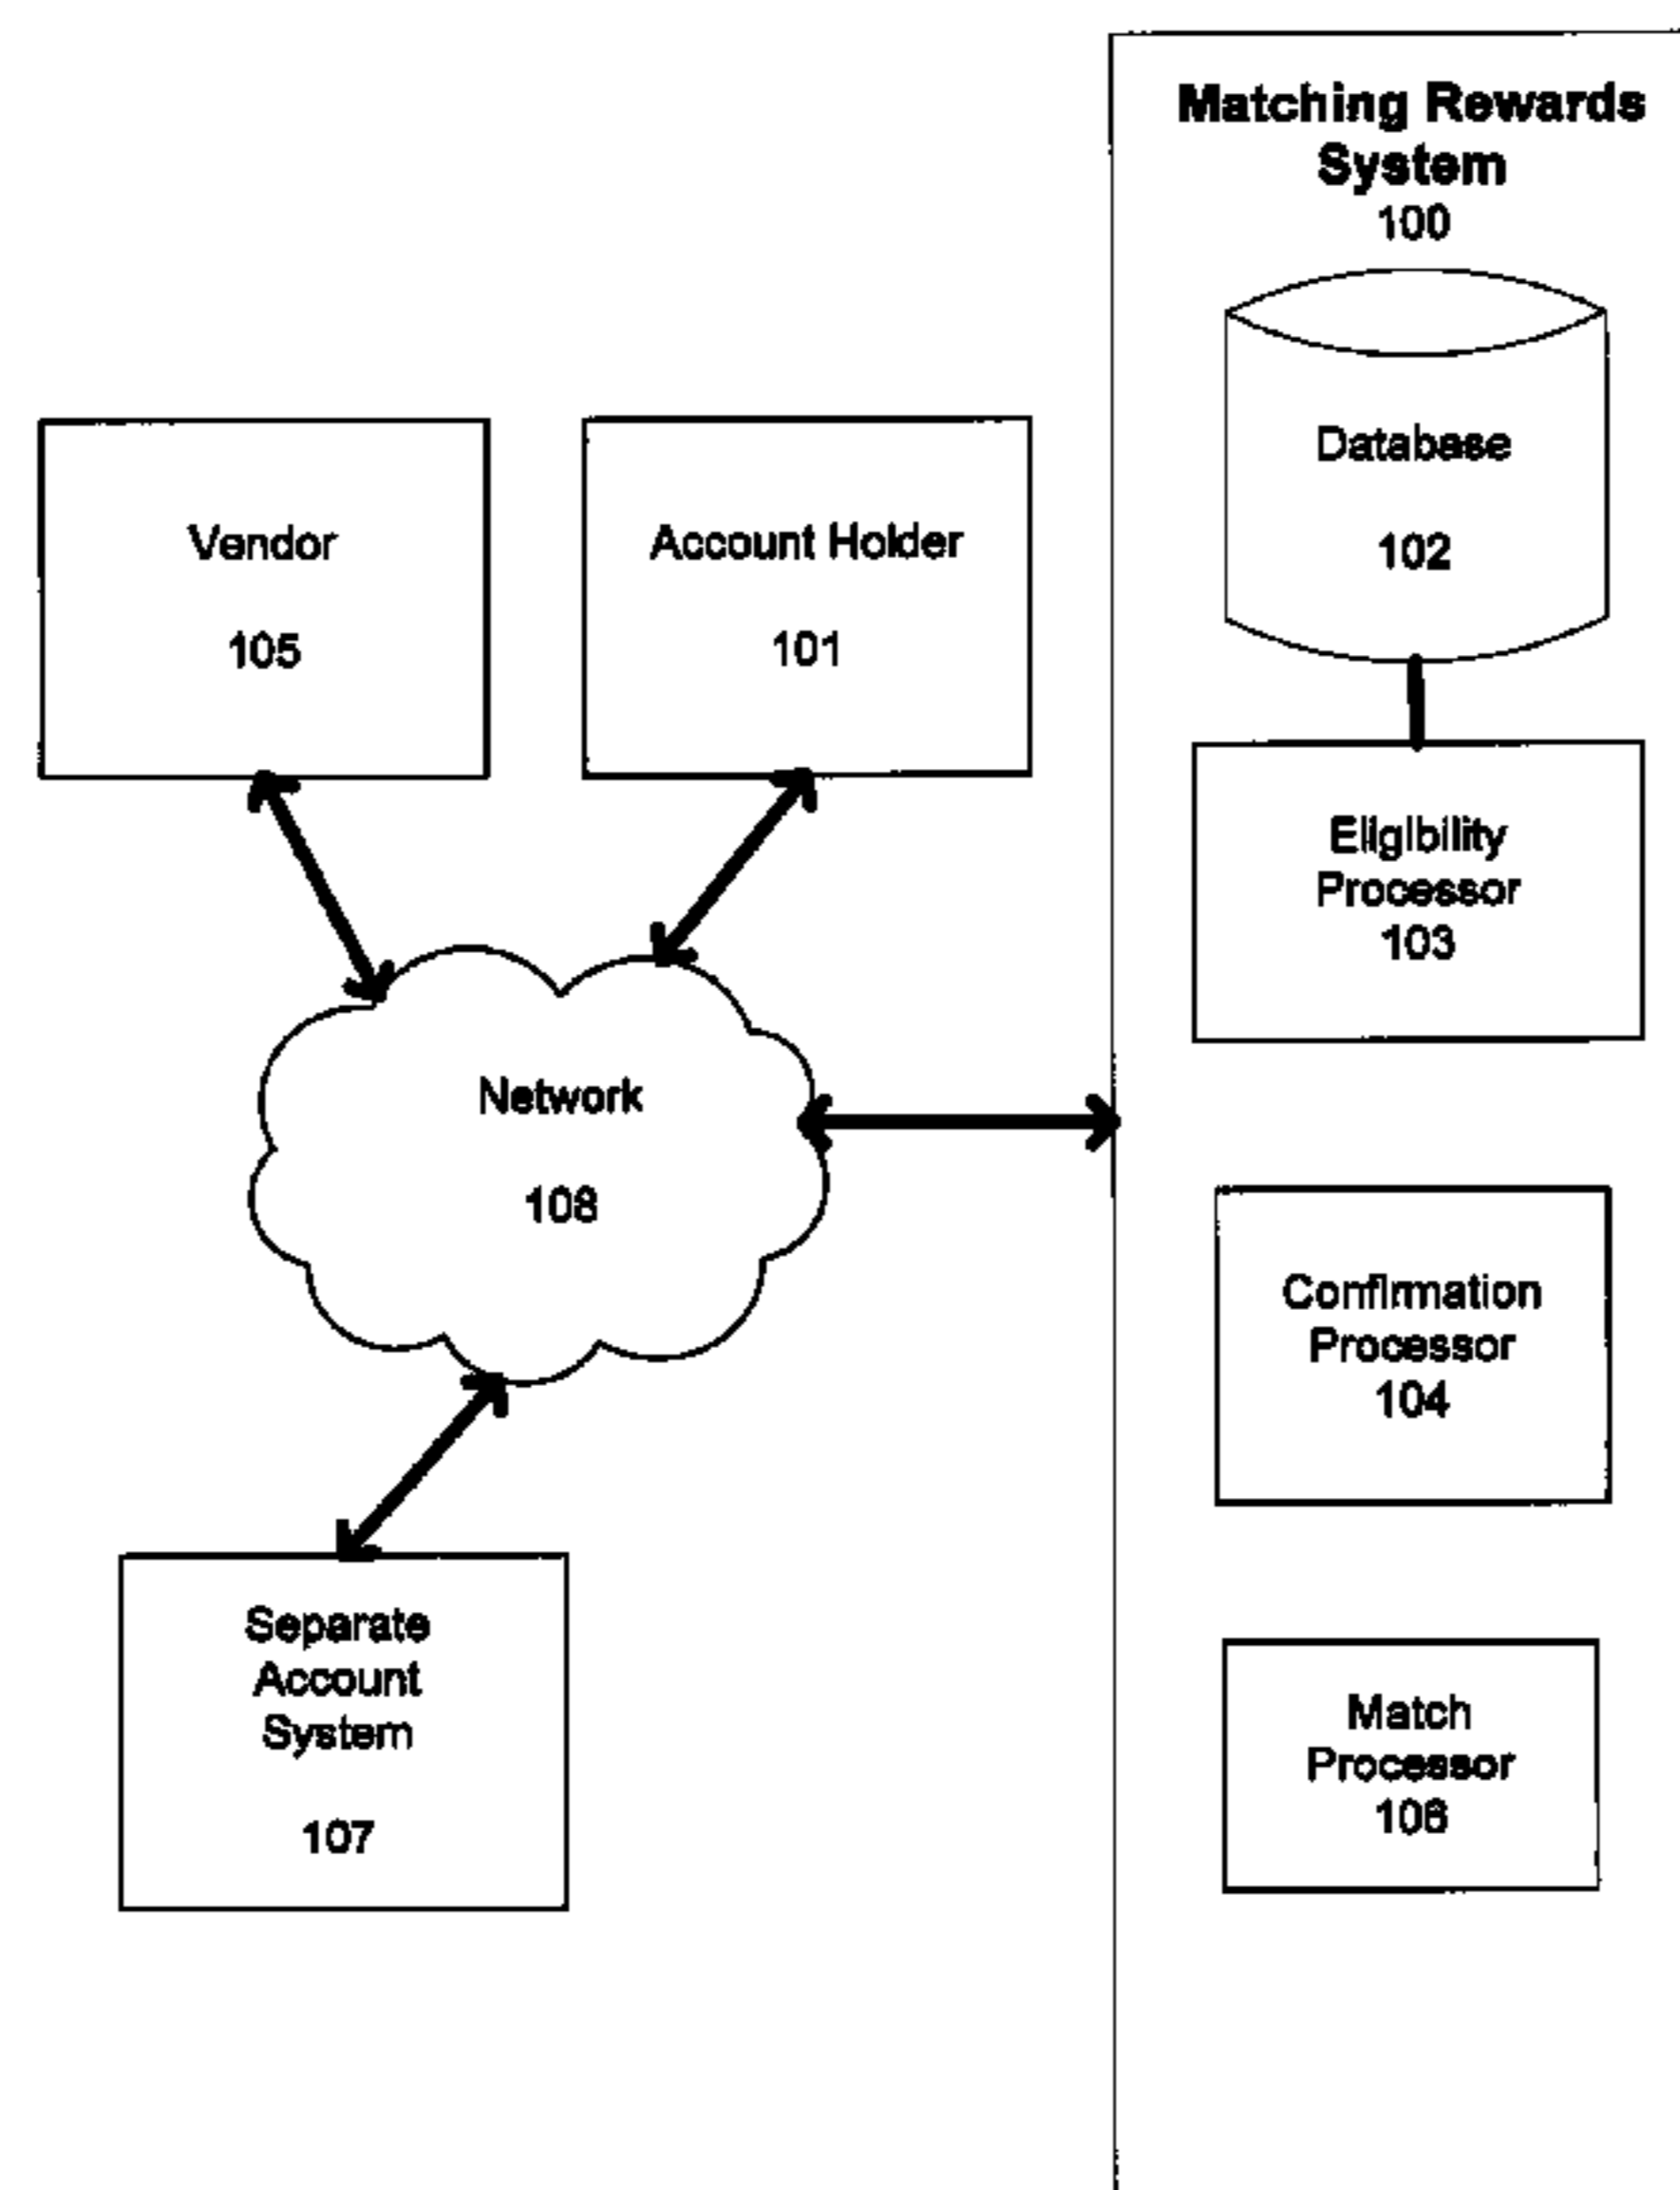 Matching Rewards
System
100
Database
102
Vendor
105
Account Holder
101
Eligibility
Processor
103
Network
108
Confirmation
Processor
104
Separate
Account
System
107
Match
Processor
106